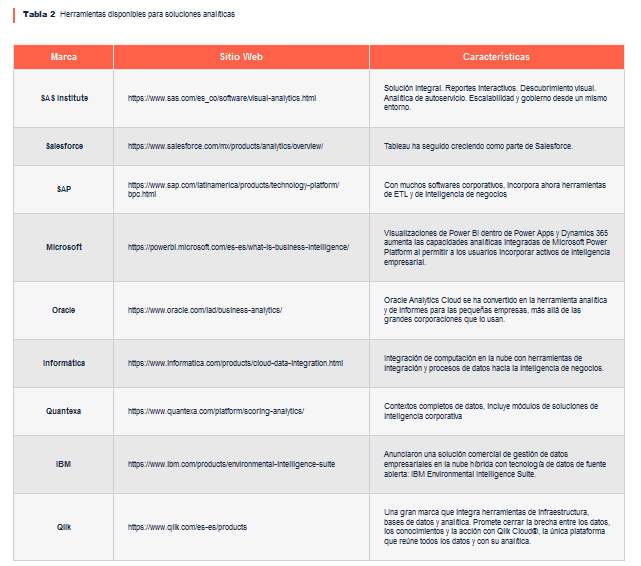 Tabla 2 Herramientas disponibles para soluciones analíticas
Marca Sitio Web Características
SAS Institute https://www.sas.com/es_co/software/visual-analytics.html
Solución integral. Reportes interactivos. Descubrimiento visual.
Analítica de autoservicio. Escalabilidad y gobierno desde un mismo
entorno.
Salesforce https://www.salesforce.com/mx/products/analytics/overview/ Tableau ha seguido creciendo como parte de Salesforce.
SAP
https://www.sap.com/latinamerica/products/technology-platform/
bpc.html
Con muchos softwares corporativos, incorpora ahora herramientas
de ETL y de inteligencia de negocios
Microsoft https://powerbi.microsoft.com/es-es/what-is-business-intelligence/
Visualizaciones de Power BI dentro de Power Apps y Dynamics 365
aumenta las capacidades analíticas integradas de Microsoft Power
Platform al permitir a los usuarios incorporar activos de inteligencia
empresarial.
Oracle https://www.oracle.com/lad/business-analytics/
Oracle Analytics Cloud se ha convertido en la herramienta analítica
y de informes para las pequeñas empresas, más allá de las
grandes corporaciones que lo usan.
Informática https://www.informatica.com/products/cloud-data-integration.html
Integración de computación en la nube con herramientas de
integración y procesos de datos hacia la inteligencia de negocios.
Quantexa https://www.quantexa.com/platform/scoring-analytics/
Contextos completos de datos, incluye módulos de soluciones de
inteligencia corporativa
IBM https://www.ibm.com/products/environmental-intelligence-suite
Anunciaron una solución comercial de gestión de datos
empresariales en la nube híbrida con tecnología de datos de fuente
abierta: IBM Environmental Intelligence Suite.
Qlik https://www.qlik.com/es-es/products
Una gran marca que integra herramientas de infraestructura,
bases de datos y analítica. Promete cerrar la brecha entre los datos,
los conocimientos y la acción con Qlik Cloud®, la única plataforma
que reúne todos los datos y con su analítica.